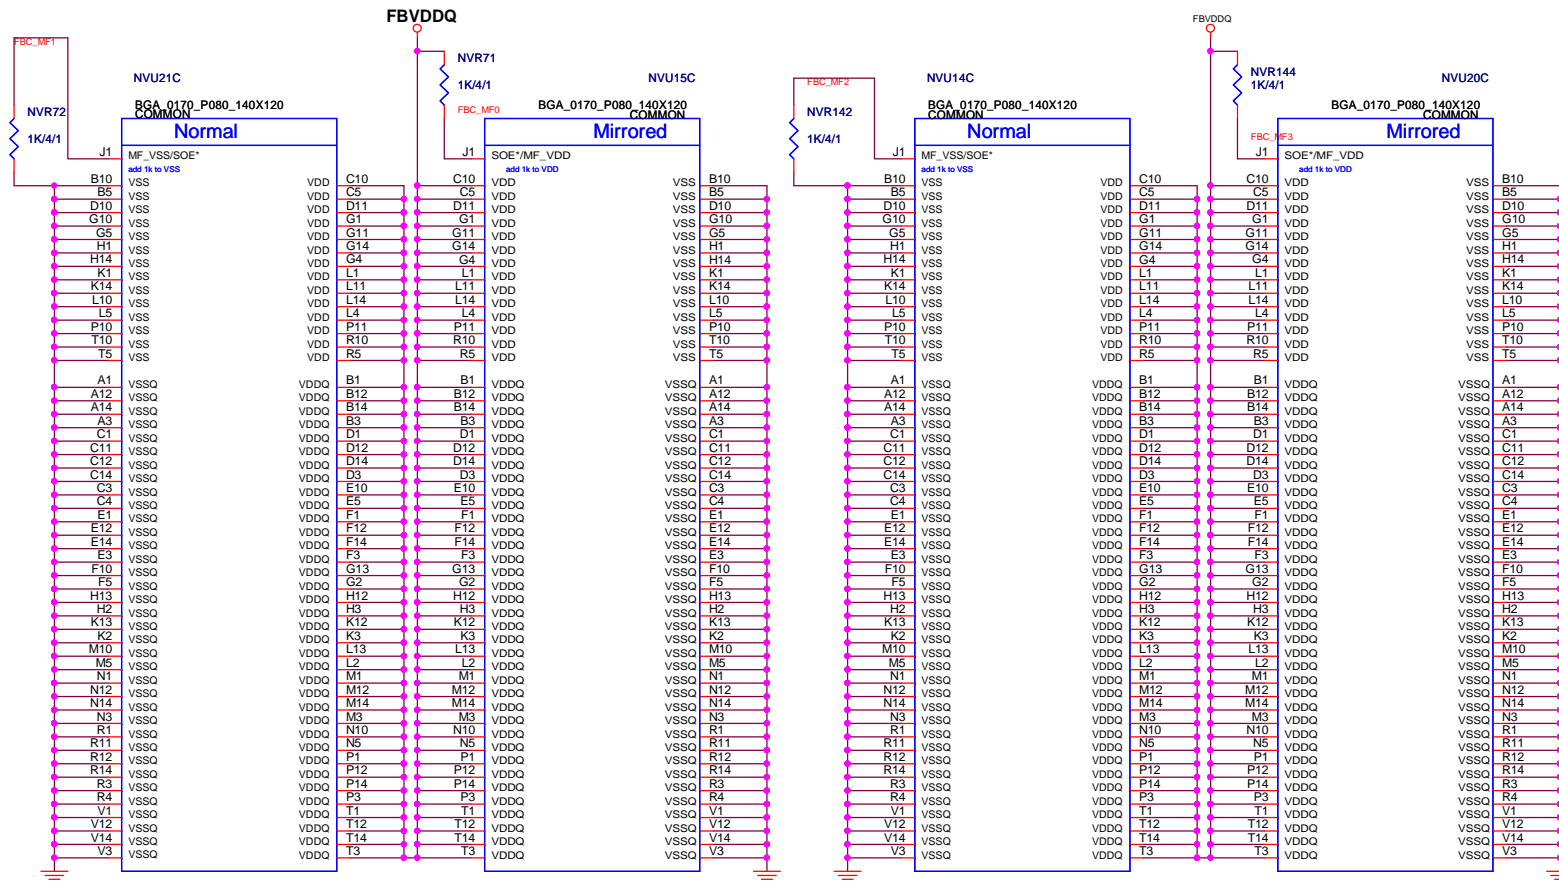 FBVDDQ FBVDDQ
FBC_MF1
NVR71 NVR144
NVU21C NVU15C NVU14C NVU20C
1K/4/1 FBC_MF2 1K/4/1
BGA_0170_P080_140X120 BGA_0170_P080_140X120 BGA_0170_P080_140X120 BGA_0170_P080_140X120
NVR72 COMMON FBC_MF0 COMMON NVR142 COMMON COMMON
1K/4/1 Normal Mirrored 1K/4/1 Normal FBC_MF3 Mirrored
J1 MF_VSS/SOE* J1 SOE*/MF_VDD J1 MF_VSS/SOE* J1 SOE*/MF_VDD
add 1k to VSS add 1k to VDD add 1k to VSS add 1k to VDD
B10 VSS VDD C10 C10 VDD VSS B10 B10 VSS VDD C10 C10 VDD VSS B10
B5 VSS VDD C5 C5 VDD VSS B5 B5 VSS VDD C5 C5 VDD VSS B5
D10 VSS VDD D11 D11 VDD VSS D10 D10 VSS VDD D11 D11 VDD VSS D10
G10 VSS VDD G1 G1 VDD VSS G10 G10 VSS VDD G1 G1 VDD VSS G10
G5 VSS VDD G11 G11 VDD VSS G5 G5 VSS VDD G11 G11 VDD VSS G5
H1 VSS VDD G14 G14 VDD VSS H1 H1 VSS VDD G14 G14 VDD VSS H1
H14 VSS VDD G4 G4 VDD VSS H14 H14 VSS VDD G4 G4 VDD VSS H14
K1 VSS VDD L1 L1 VDD VSS K1 K1 VSS VDD L1 L1 VDD VSS K1
K14 VSS VDD L11 L11 VDD VSS K14 K14 VSS VDD L11 L11 VDD VSS K14
L10 VSS VDD L14 L14 VDD VSS L10 L10 VSS VDD L14 L14 VDD VSS L10
L5 VSS VDD L4 L4 VDD VSS L5 L5 VSS VDD L4 L4 VDD VSS L5
P10 VSS VDD P11 P11 VDD VSS P10 P10 VSS VDD P11 P11 VDD VSS P10
T10 VSS VDD R10 R10 VDD VSS T10 T10 VSS VDD R10 R10 VDD VSS T10
T5 VSS VDD R5 R5 VDD VSS T5 T5 VSS VDD R5 R5 VDD VSS T5
A1 VSSQ VDDQ B1 B1 VDDQ VSSQ A1 A1 VSSQ VDDQ B1 B1 VDDQ VSSQ A1
A12 VSSQ VDDQ B12 B12 VDDQ VSSQ A12 A12 VSSQ VDDQ B12 B12 VDDQ VSSQ A12
A14 VSSQ VDDQ B14 B14 VDDQ VSSQ A14 A14 VSSQ VDDQ B14 B14 VDDQ VSSQ A14
A3 VSSQ VDDQ B3 B3 VDDQ VSSQ A3 A3 VSSQ VDDQ B3 B3 VDDQ VSSQ A3
C1 VSSQ VDDQ D1 D1 VDDQ VSSQ C1 C1 VSSQ VDDQ D1 D1 VDDQ VSSQ C1
C11 VSSQ VDDQ D12 D12 VDDQ VSSQ C11 C11 VSSQ VDDQ D12 D12 VDDQ VSSQ C11
C12 VSSQ VDDQ D14 D14 VDDQ VSSQ C12 C12 VSSQ VDDQ D14 D14 VDDQ VSSQ C12
C14 VSSQ VDDQ D3 D3 VDDQ VSSQ C14 C14 VSSQ VDDQ D3 D3 VDDQ VSSQ C14
C3 VSSQ VDDQ E10 E10 VDDQ VSSQ C3 C3 VSSQ VDDQ E10 E10 VDDQ VSSQ C3
C4 VSSQ VDDQ E5 E5 VDDQ VSSQ C4 C4 VSSQ VDDQ E5 E5 VDDQ VSSQ C4
E1 VSSQ VDDQ F1 F1 VDDQ VSSQ E1 E1 VSSQ VDDQ F1 F1 VDDQ VSSQ E1
E12 VSSQ VDDQ F12 F12 VDDQ VSSQ E12 E12 VSSQ VDDQ F12 F12 VDDQ VSSQ E12
E14 VSSQ VDDQ F14 F14 VDDQ VSSQ E14 E14 VSSQ VDDQ F14 F14 VDDQ VSSQ E14
E3 VSSQ VDDQ F3 F3 VDDQ VSSQ E3 E3 VSSQ VDDQ F3 F3 VDDQ VSSQ E3
F10 VSSQ VDDQ G13 G13 VDDQ VSSQ F10 F10 VSSQ VDDQ G13 G13 VDDQ VSSQ F10
F5 VSSQ VDDQ G2 G2 VDDQ VSSQ F5 F5 VSSQ VDDQ G2 G2 VDDQ VSSQ F5
H13 VSSQ VDDQ H12 H12 VDDQ VSSQ H13 H13 VSSQ VDDQ H12 H12 VDDQ VSSQ H13
H2 VSSQ VDDQ H3 H3 VDDQ VSSQ H2 H2 VSSQ VDDQ H3 H3 VDDQ VSSQ H2
K13 VSSQ VDDQ K12 K12 VDDQ VSSQ K13 K13 VSSQ VDDQ K12 K12 VDDQ VSSQ K13
K2 VSSQ VDDQ K3 K3 VDDQ VSSQ K2 K2 VSSQ VDDQ K3 K3 VDDQ VSSQ K2
M10 VSSQ VDDQ L13 L13 VDDQ VSSQ M10 M10 VSSQ VDDQ L13 L13 VDDQ VSSQ M10
M5 VSSQ VDDQ L2 L2 VDDQ VSSQ M5 M5 VSSQ VDDQ L2 L2 VDDQ VSSQ M5
N1 VSSQ VDDQ M1 M1 VDDQ VSSQ N1 N1 VSSQ VDDQ M1 M1 VDDQ VSSQ N1
N12 VSSQ VDDQ M12 M12 VDDQ VSSQ N12 N12 VSSQ VDDQ M12 M12 VDDQ VSSQ N12
N14 VSSQ VDDQ M14 M14 VDDQ VSSQ N14 N14 VSSQ VDDQ M14 M14 VDDQ VSSQ N14
N3 VSSQ VDDQ M3 M3 VDDQ VSSQ N3 N3 VSSQ VDDQ M3 M3 VDDQ VSSQ N3
R1 VSSQ VDDQ N10 N10 VDDQ VSSQ R1 R1 VSSQ VDDQ N10 N10 VDDQ VSSQ R1
R11 VSSQ VDDQ N5 N5 VDDQ VSSQ R11 R11 VSSQ VDDQ N5 N5 VDDQ VSSQ R11
R12 VSSQ VDDQ P1 P1 VDDQ VSSQ R12 R12 VSSQ VDDQ P1 P1 VDDQ VSSQ R12
R14 VSSQ VDDQ P12 P12 VDDQ VSSQ R14 R14 VSSQ VDDQ P12 P12 VDDQ VSSQ R14
R3 VSSQ VDDQ P14 P14 VDDQ VSSQ R3 R3 VSSQ VDDQ P14 P14 VDDQ VSSQ R3
R4 VSSQ VDDQ P3 P3 VDDQ VSSQ R4 R4 VSSQ VDDQ P3 P3 VDDQ VSSQ R4
V1 VSSQ VDDQ T1 T1 VDDQ VSSQ V1 V1 VSSQ VDDQ T1 T1 VDDQ VSSQ V1
V12 VSSQ VDDQ T12 T12 VDDQ VSSQ V12 V12 VSSQ VDDQ T12 T12 VDDQ VSSQ V12
V14 VSSQ VDDQ T14 T14 VDDQ VSSQ V14 V14 VSSQ VDDQ T14 T14 VDDQ VSSQ V14
V3 VSSQ VDDQ T3 T3 VDDQ VSSQ V3 V3 VSSQ VDDQ T3 T3 VDDQ VSSQ V3